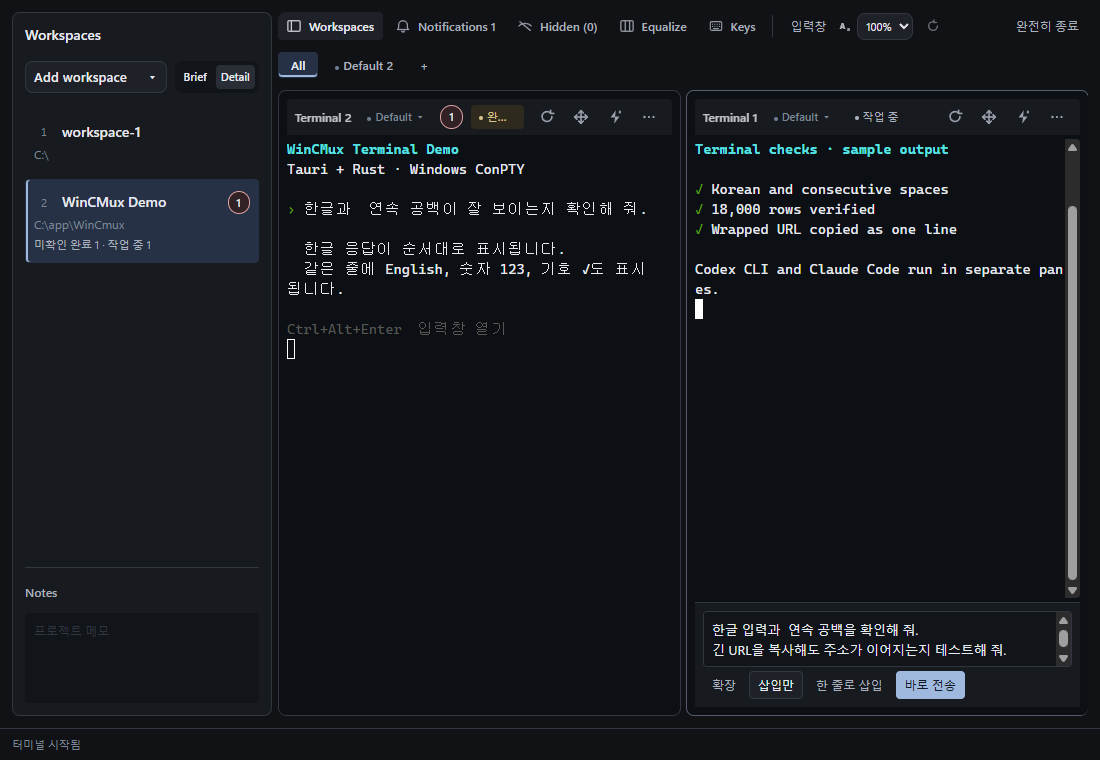 Workspaces
Add workspace
Brief
Detail
1 workspace-1
C:\
2 WinCMux Demo 1
C:\app\WinCmux
미확인 완료 1 · 작업 중 1
Notes
프로젝트 메모
Workspaces
Notifications 1
Hidden (0)
Equalize
Keys
입력창
A
100%
완전히 종료
All
Default 2
+
Terminal 2
Default
1
완...
WinCMux Terminal Demo
Tauri + Rust · Windows ConPTY
› 한글과  연속 공백이 잘 보이는지 확인해 줘.
한글 응답이 순서대로 표시됩니다.
같은 줄에 English, 숫자 123, 기호 √도 표시
됩니다.
Ctrl+Alt+Enter  입력창 열기
Terminal 1
Default
작업 중
Terminal checks · sample output
√ Korean and consecutive spaces
√ 18,000 rows verified
√ Wrapped URL copied as one line
Codex CLI and Claude Code run in separate pan
es.
한글 입력과  연속 공백을 확인해 줘.
긴 URL을 복사해도 주소가 이어지는지 테스트해 줘.
확장
삽입만
한 줄로 삽입
바로 전송
터미널 시작됨